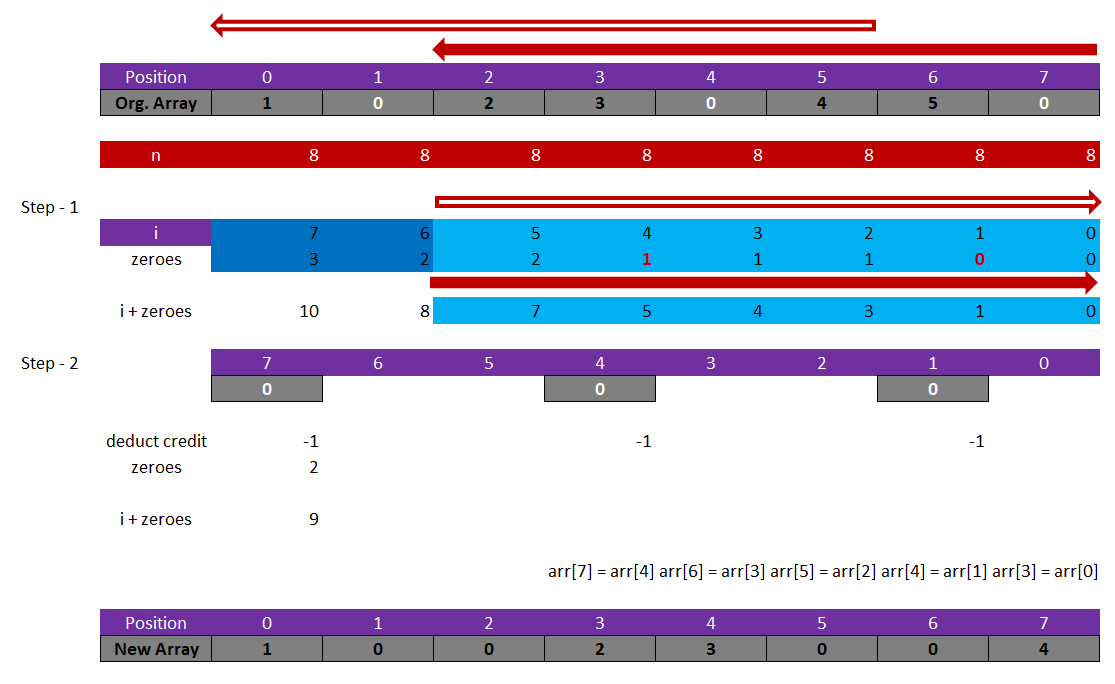 Position 0 1 2 3 4 5 6 7
Org. Array 1 0 2 3 0 4 5 0
n 8 8 8 8 8 8 8 8
Step - 1
i 7 6 5 4 3 2 1 0
zeroes 3 2 2 1 1 1 0 0
i + zeroes 10 8 7 5 4 3 1 0
Step - 2 7 6 5 4 3 2 1 0
0 0 0
deduct credit -1 -1 -1
zeroes 2
i + zeroes 9
arr[7] = arr[4] arr[6] = arr[3] arr[5] = arr[2] arr[4] = arr[1] arr[3] = arr[0]
Position 0 1 2 3 4 5 6 7
New Array 1 0 0 2 3 0 0 4